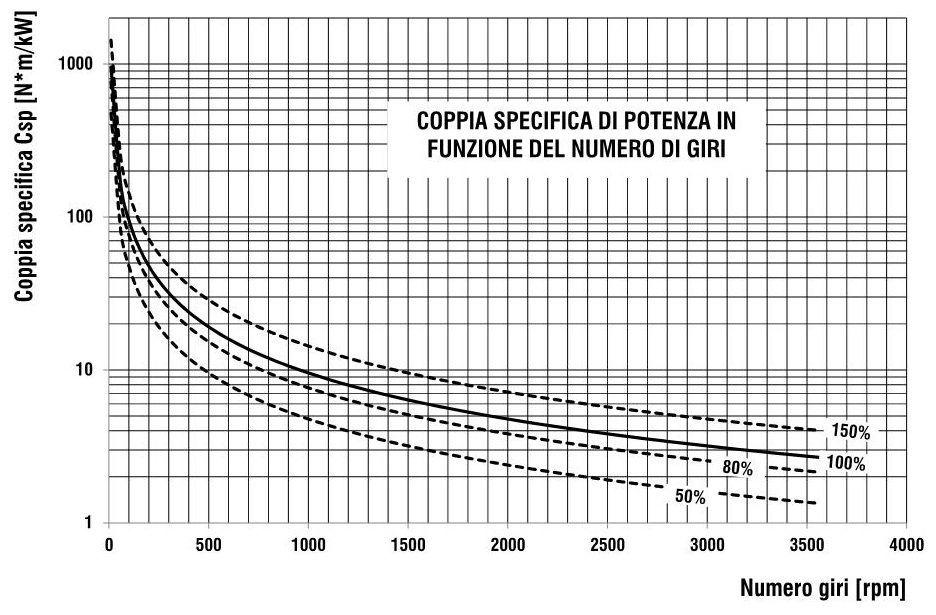 Coppia specifica Csp [N*m/kW]
1000
100
10
1
COPPIA SPECIFICA DI POTENZA IN
FUNZIONE DEL NUMERO DI GIRI
150%
100%
80%
50%
0 500 1000 1500 2000 2500 3000 3500 4000
Numero giri [rpm]